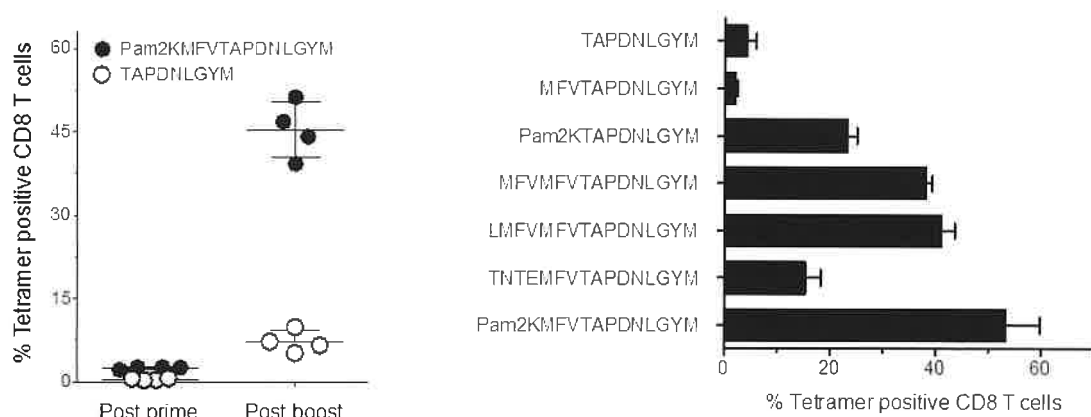 % Tetramer positive CD8 T cells
60
45
30
15
0
Pam2KMFVTAPDNLGYM
TAPDNLGYM
Post prime
Post boost
TAPDNLGYM
MFVTAPDNLGYM
Pam2KTAPDNLGYM
MFVMFVTAPDNLGYM
LMFVMFVTAPDNLGYM
TNTEMFVTAPDNLGYM
Pam2KMFVTAPDNLGYM
0
20
40
60
% Tetramer positive CD8 T cells